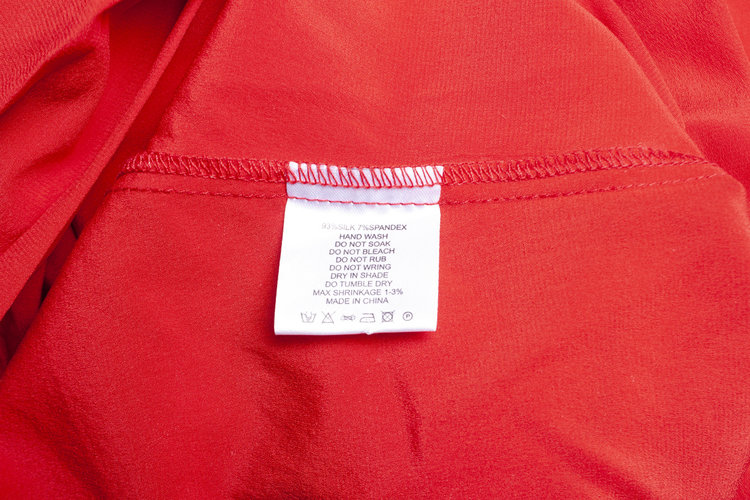 93%SILK 7%SPANDEX
HAND WASH
DO NOT SOAK
DO NOT BLEACH
DO NOT RUB
DO NOT WRING
DRY IN SHADE
DO TUMBLE DRY
MAX SHRINKAGE 1-3%
MADE IN CHINA